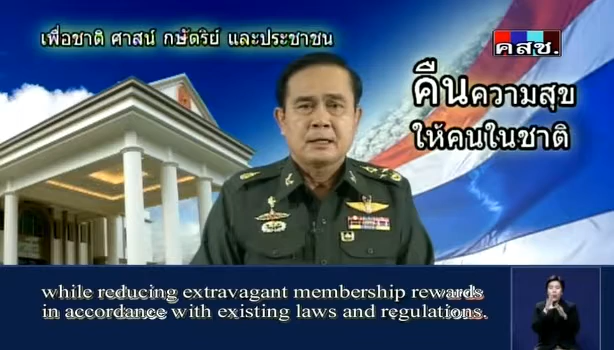 เพื่อชาติ ศาสน์ กษัตริย์ และประชาชน
คสช.
คืนความสุข
ให้คนในชาติ
while reducing extravagant membership rewards
in accordance with existing laws and regulations.